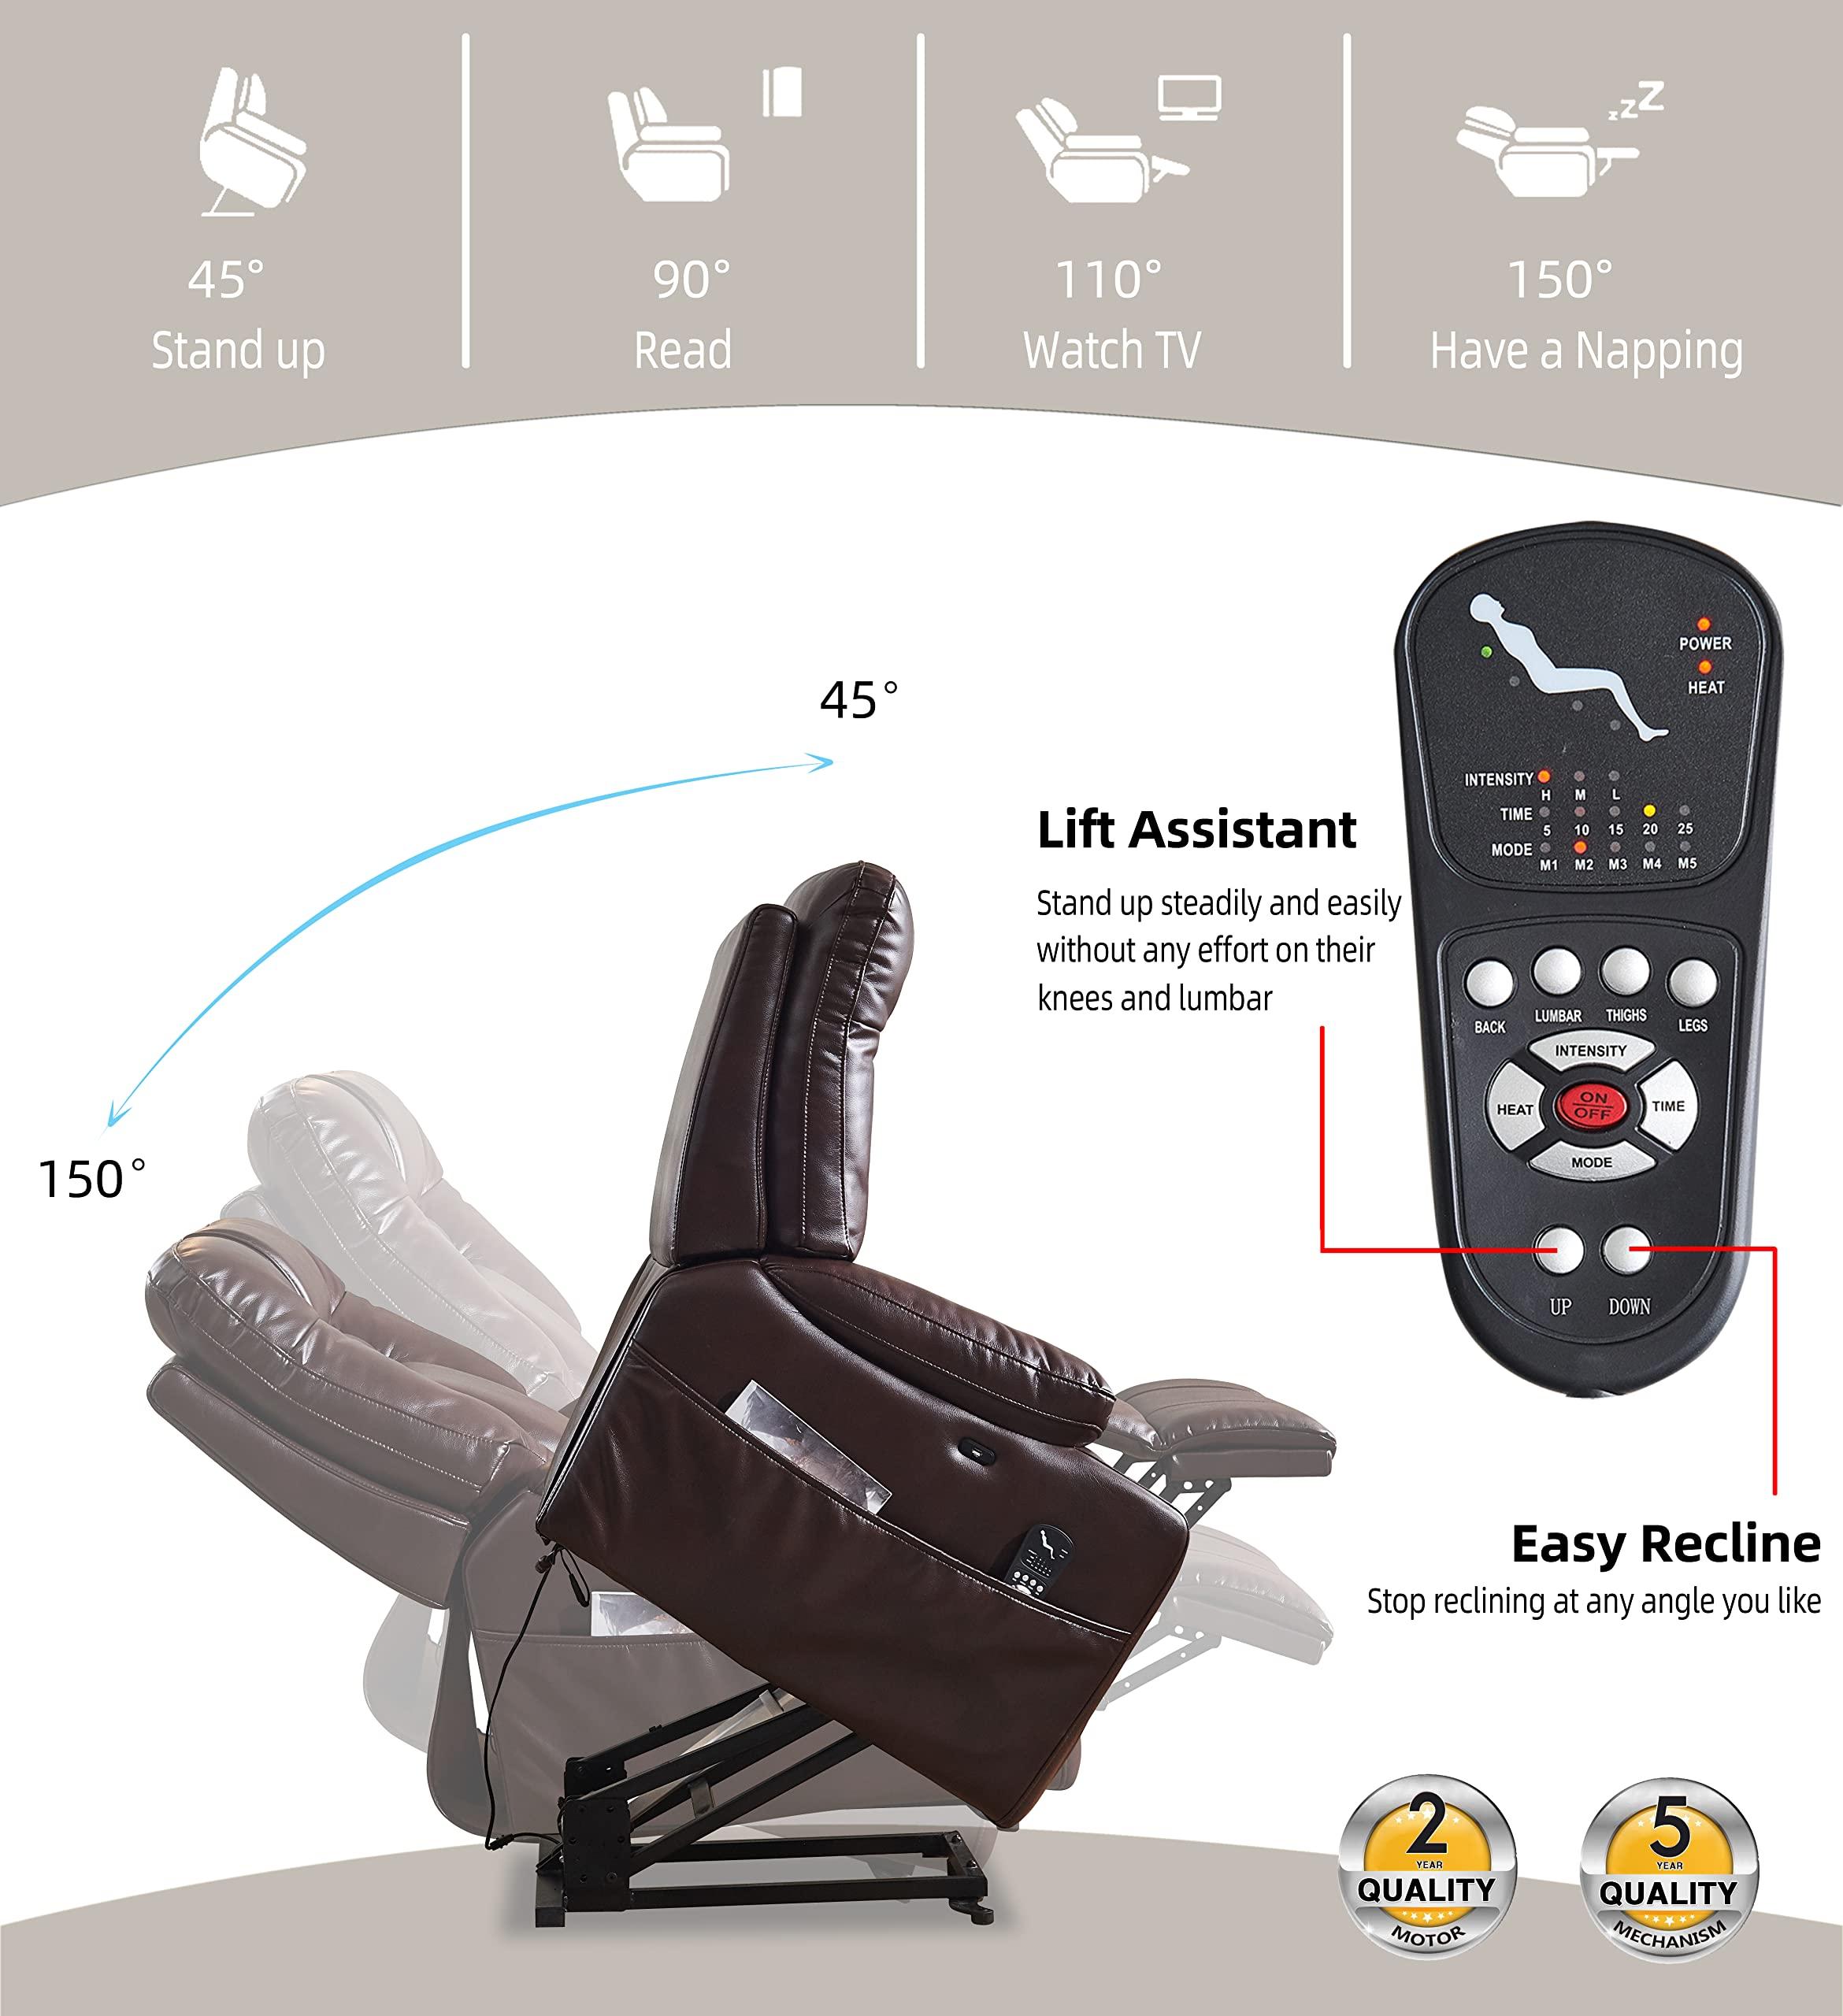 45°
Stand up
90°
Read
110°
Watch TV
zzZ
150°
Have a Napping
45°
150°
Lift Assistant
Stand up steadily and easily
without any effort on their
knees and lumbar
POWER
HEAT
INTENSITY
H M L
TIME
5 10 15 20 25
MODE
M1 M2 M3 M4 M5
BACK LUMBAR THIGHS LEGS
INTENSITY
HEAT
ON
OFF
TIME
MODE
UP DOWN
Easy Recline
Stop reclining at any angle you like
2
YEAR
QUALITY
MOTOR
5
YEAR
QUALITY
MECHANISM